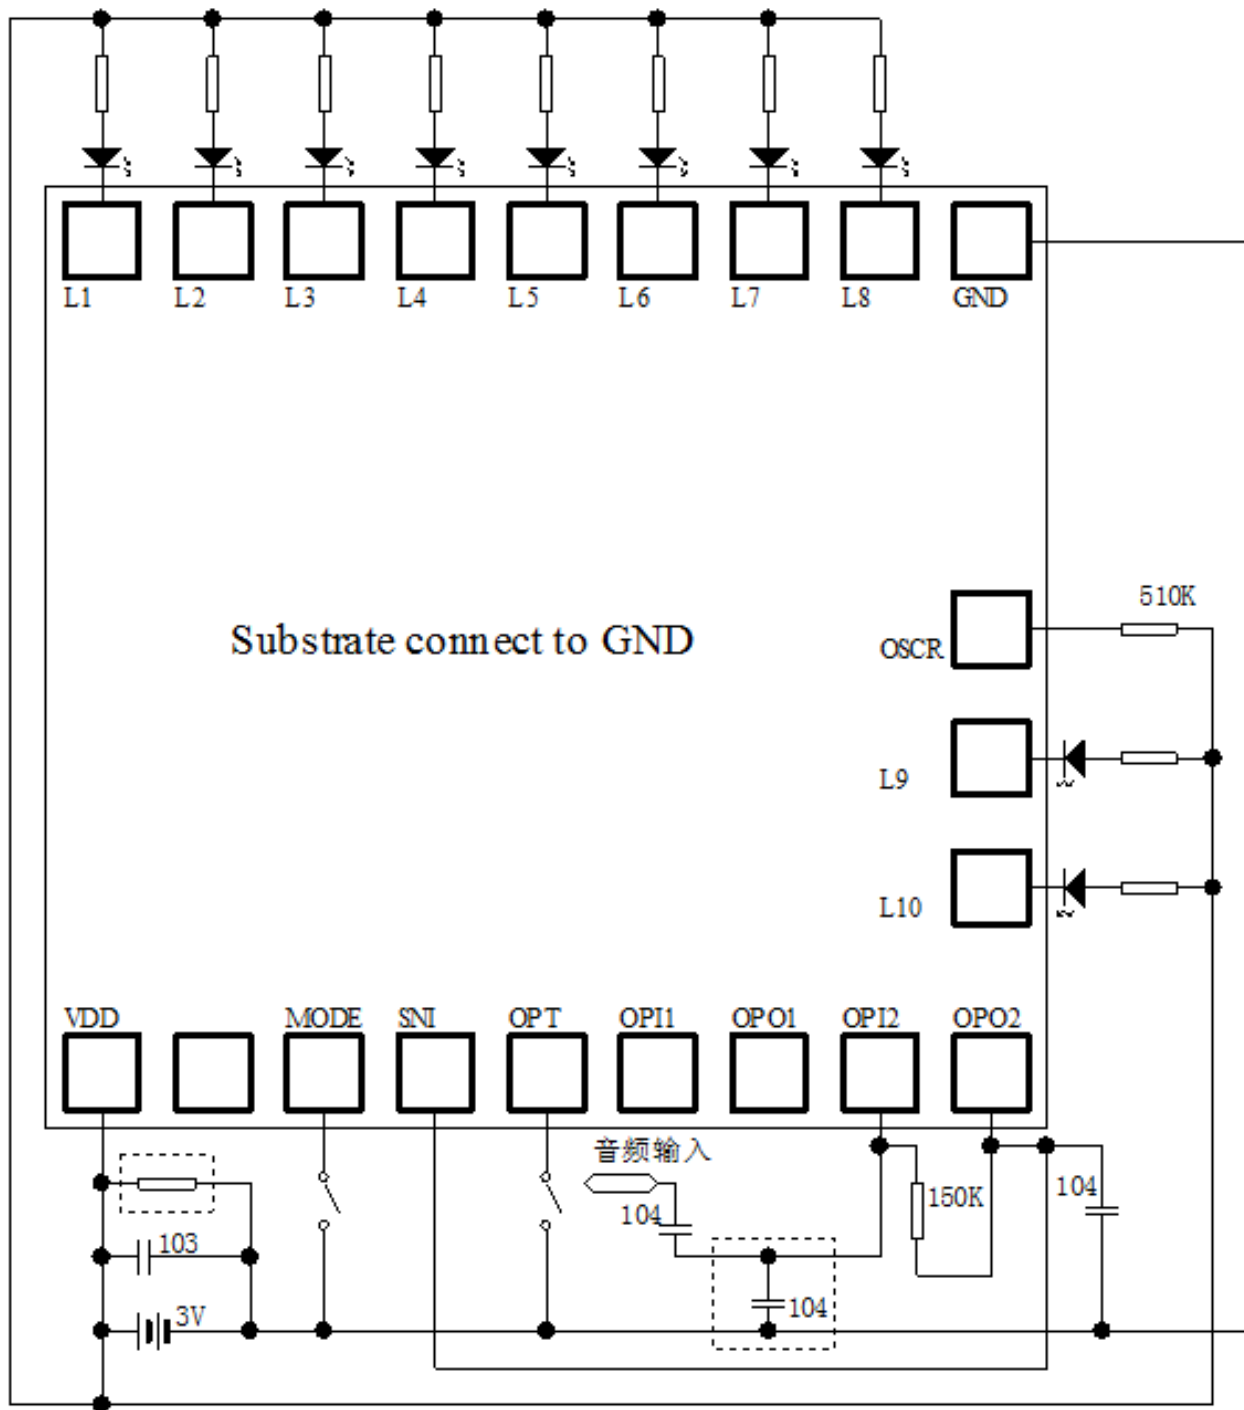 L1 L2 L3 L4 L5 L6 L7 L8 GND
510K
Substrate connect to GND
OSCR
L9
L10
VDD MODE SNI OPT OPI1 OPO1 OPI2 OPO2
音频输入
104
150K
104
103
104
3V